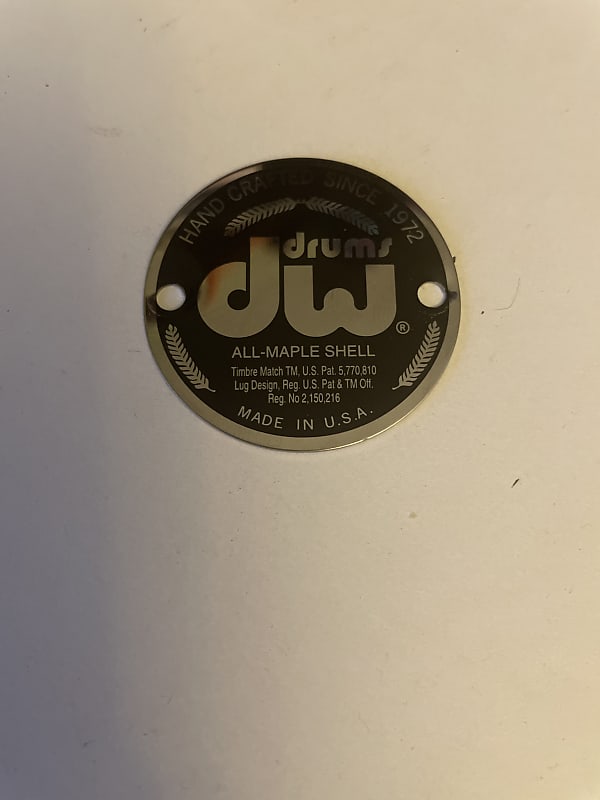 HAND CRAFTED SINCE 1972
drums
dw®
ALL-MAPLE SHELL
Timbre Match TM, U.S. Pat. 5,770,810
Lug Design, Reg. U.S. Pat & TM Off.
Reg. No 2,150,216
MADE IN U.S.A.